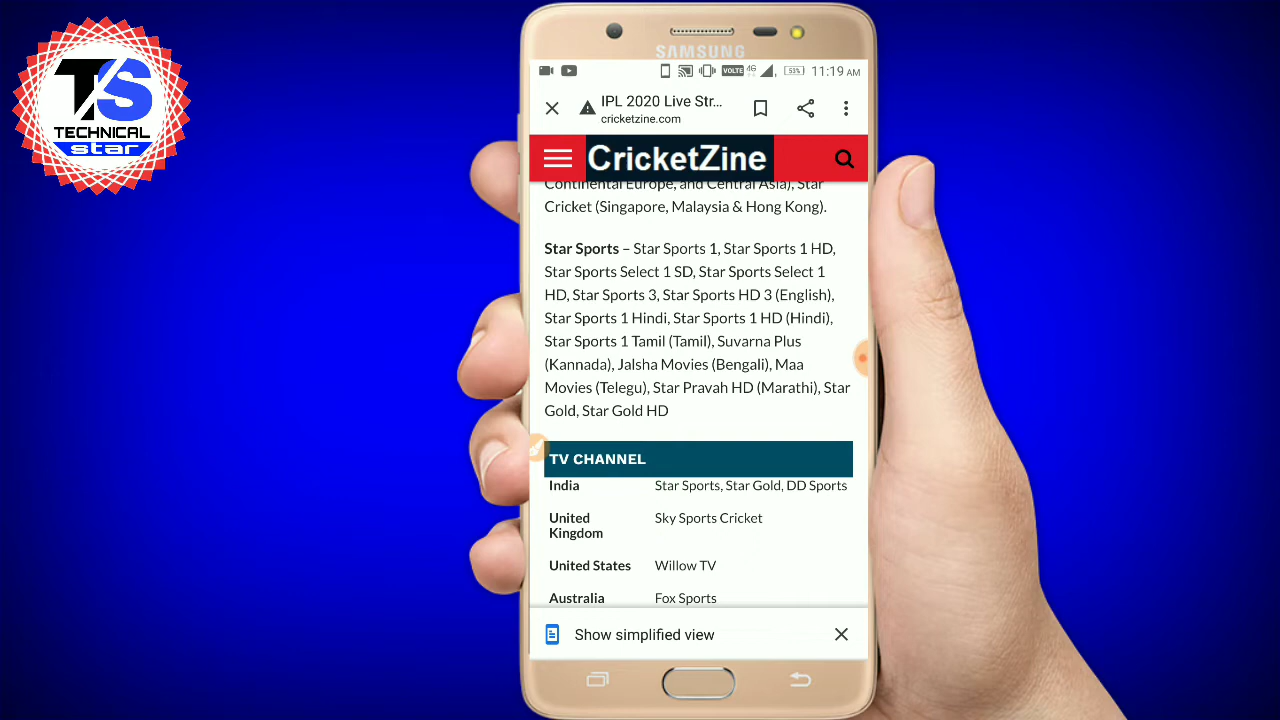 TS
TECHNICAL
star
SAMSUNG
VOLTE 4G 53% 11:19 AM
IPL 2020 Live Str...
cricketzine.com
CricketZine
Continental Europe, and Central Asia), Star
Cricket (Singapore, Malaysia & Hong Kong).
Star Sports – Star Sports 1, Star Sports 1 HD,
Star Sports Select 1 SD, Star Sports Select 1
HD, Star Sports 3, Star Sports HD 3 (English),
Star Sports 1 Hindi, Star Sports 1 HD (Hindi),
Star Sports 1 Tamil (Tamil), Suvarna Plus
(Kannada), Jalsha Movies (Bengali), Maa
Movies (Telegu), Star Pravah HD (Marathi), Star
Gold, Star Gold HD
TV CHANNEL
India Star Sports, Star Gold, DD Sports
United Sky Sports Cricket
Kingdom
United States Willow TV
Australia Fox Sports
Show simplified view